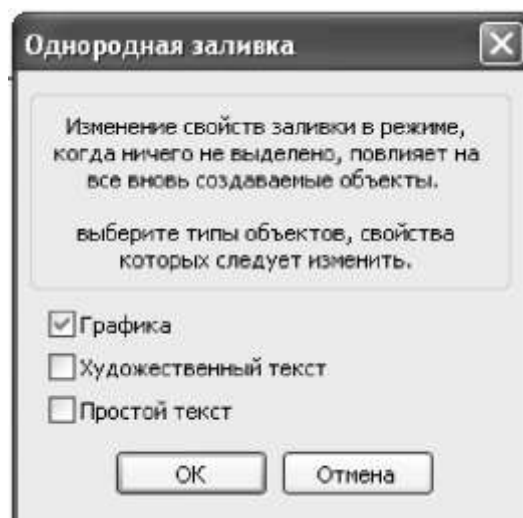 Однородная заливка
Изменение свойств заливки в режиме,
когда ничего не выделено, повлияет на
все вновь создаваемые объекты.
выберите типы объектов, свойства
которых следует изменить.
Графика
Художественный текст
Простой текст
ОК
Отмена